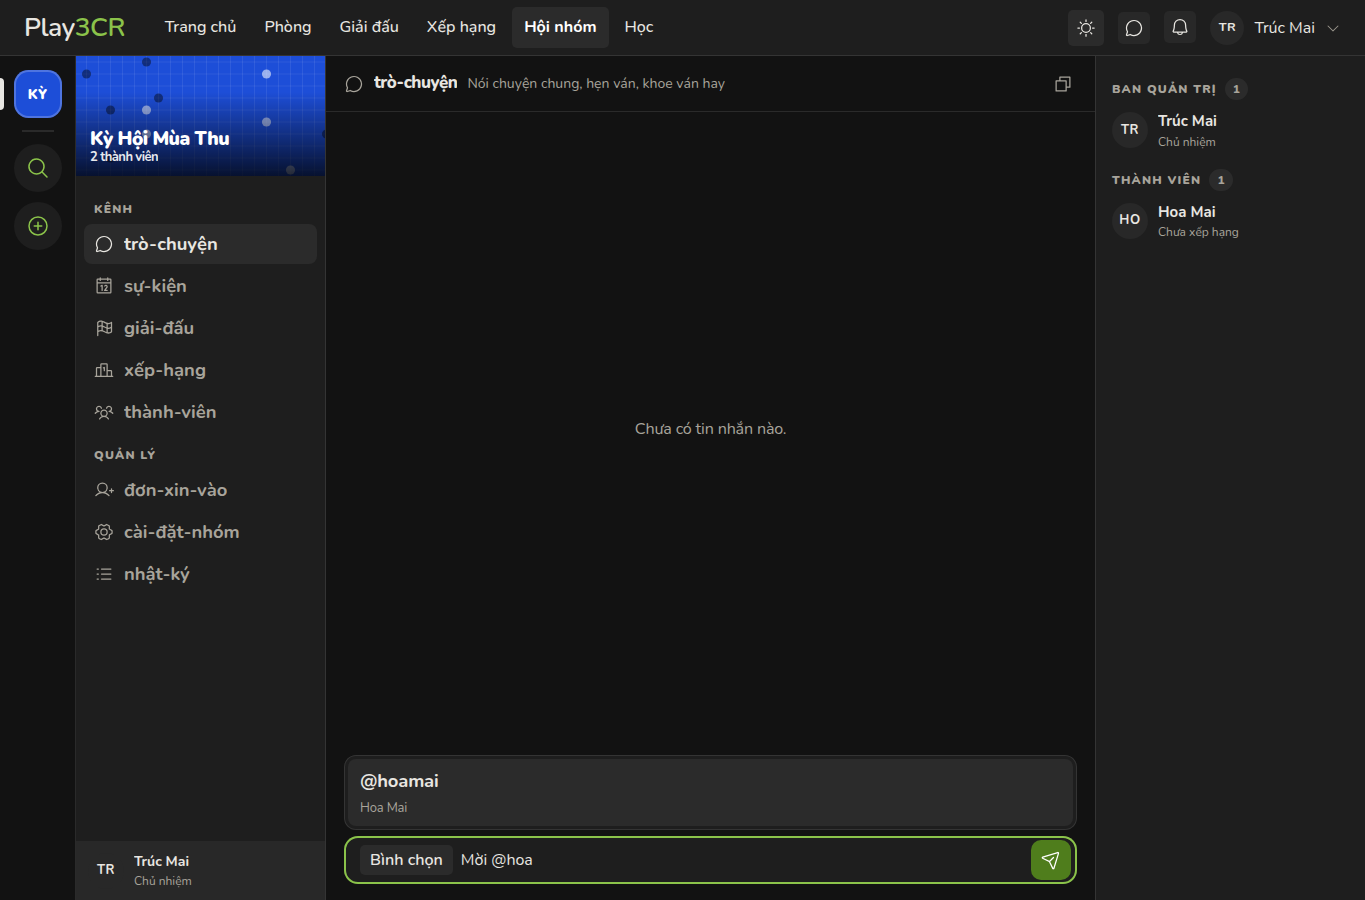 Play3CR
Trang chủ
Phòng
Giải đấu
Xếp hạng
Hội nhóm
Học
TR
Trúc Mai
KỲ
Kỳ Hội Mùa Thu
2 thành viên
KÊNH
trò-chuyện
sự-kiện
12
giải-đấu
xếp-hạng
thành-viên
QUẢN LÝ
đơn-xin-vào
cài-đặt-nhóm
nhật-ký
TR
Trúc Mai
Chủ nhiệm
trò-chuyện
Nói chuyện chung, hẹn ván, khoe ván hay
Chưa có tin nhắn nào.
@hoamai
Hoa Mai
Bình chọn
Mời @hoa
BAN QUẢN TRỊ 1
TR
Trúc Mai
Chủ nhiệm
THÀNH VIÊN 1
HO
Hoa Mai
Chưa xếp hạng